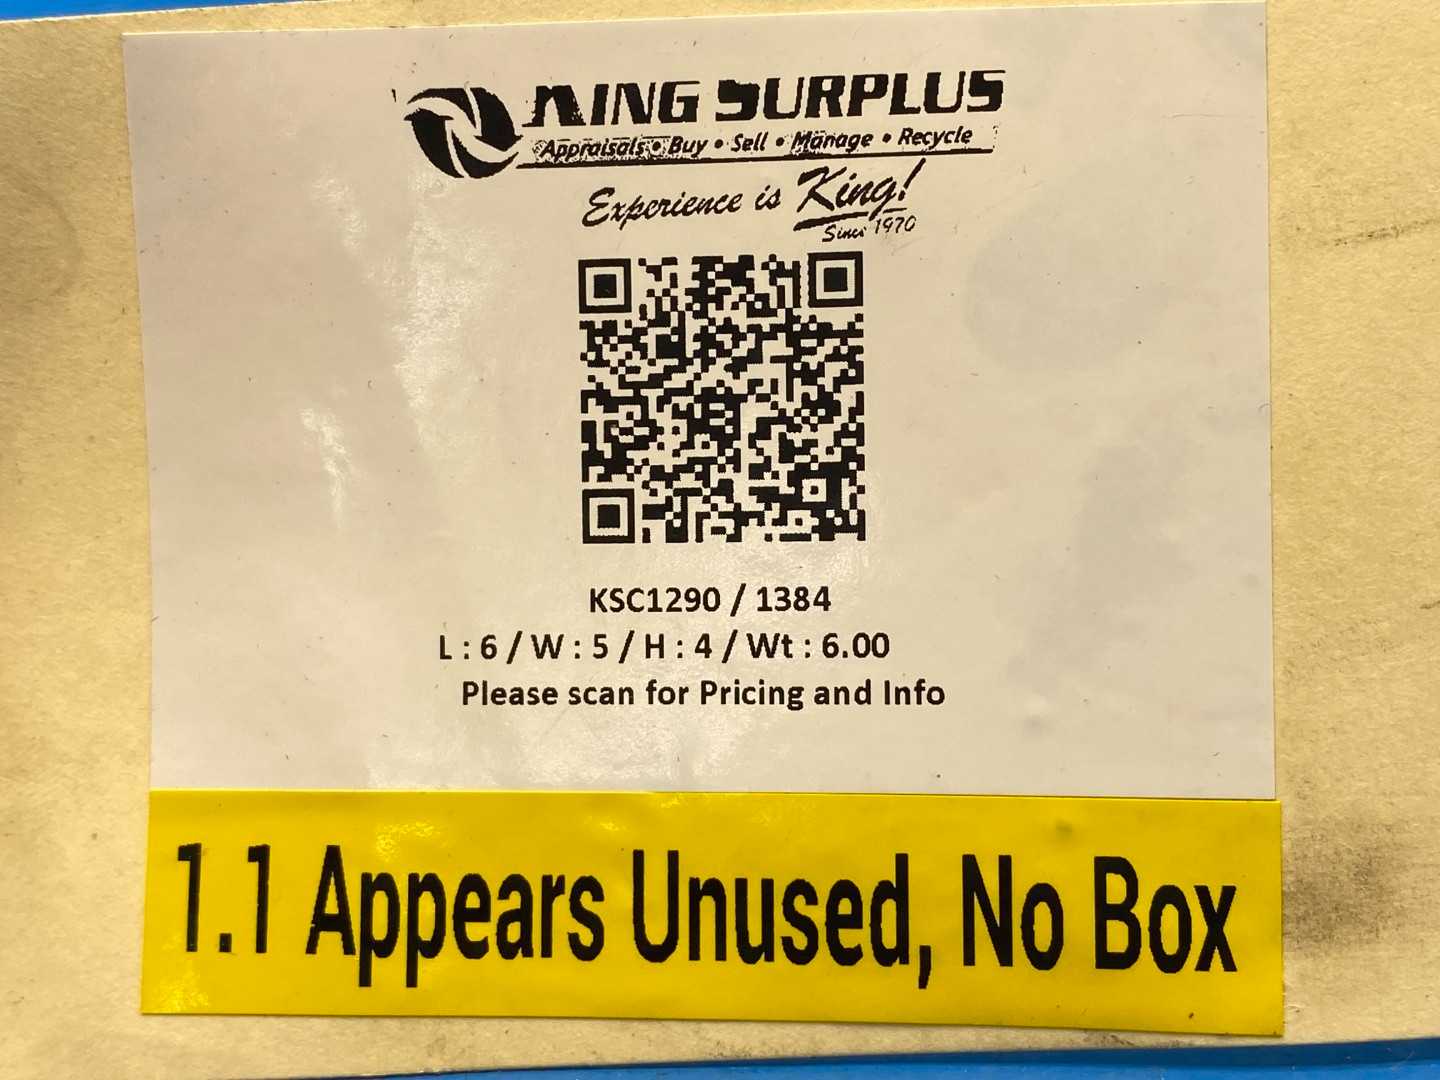 KING SURPLUS
Appraisals • Buy • Sell • Manage • Recycle
Experience is King!
Since 1970
KSC1290 / 1384
L : 6 / W : 5 / H : 4 / Wt : 6.00
Please scan for Pricing and Info
1.1 Appears Unused, No Box